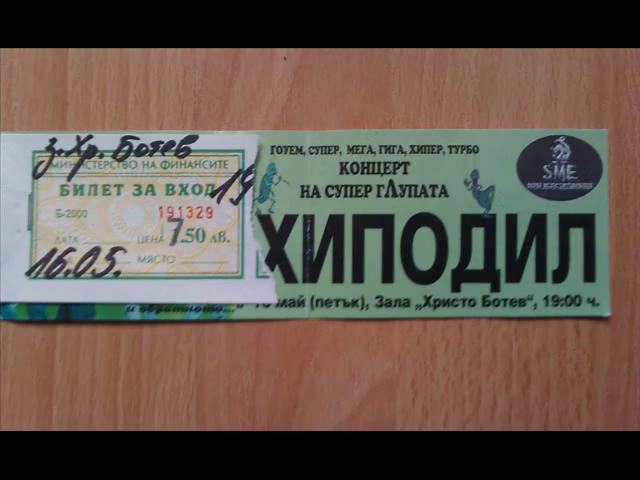 з.Хр. Ботев
МИНИСТЕРСТВО НА ФИНАНСИТЕ
БИЛЕТ ЗА ВХОД
19
Б-2000 191329
ДАТА ЦЕНА 7.50 ЛВ.
16.05. МЯСТО
ГОУЕМ, СУПЕР, МЕГА, ГИГА, ХИПЕР, ТУРБО
КОНЦЕРТ
НА СУПЕР ГЛУПАТА
SME
ХИПОДИЛ
и обратното...
май (петък), Зала „Христо Ботев", 19:00 ч.